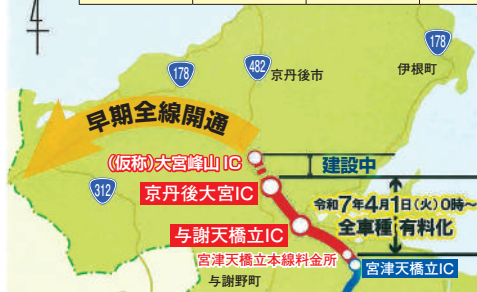 4
178
178
482
京丹後市
伊根町
早期全線開通
(仮称)大宮峰山IC
建設中
312
京丹後大宮IC
令和7年4月1日(火)0時～
全車種 有料化
与謝天橋立IC
宮津天橋立本線料金所
宮津天橋立IC
与謝野町